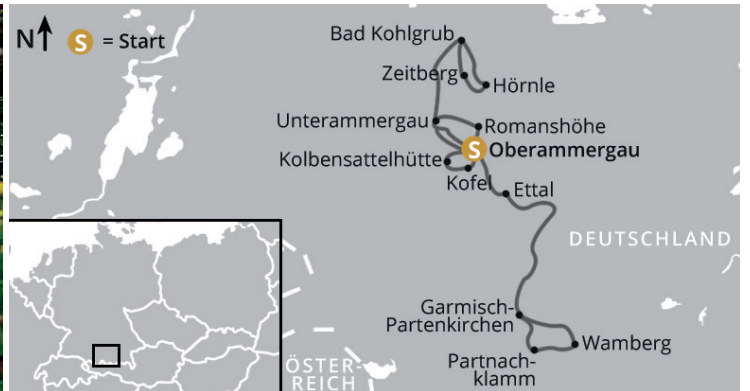 N
S = Start
Bad Kohlgrub
Zeitberg
Hörnle
Unterammergau
Romanshöhe
S Oberammergau
Kolbensattelhütte
Kofel
Ettal
DEUTSCHLAND
Garmisch-
Partenkirchen
Wamberg
Partnach-
klamm
ÖSTER-
REICH